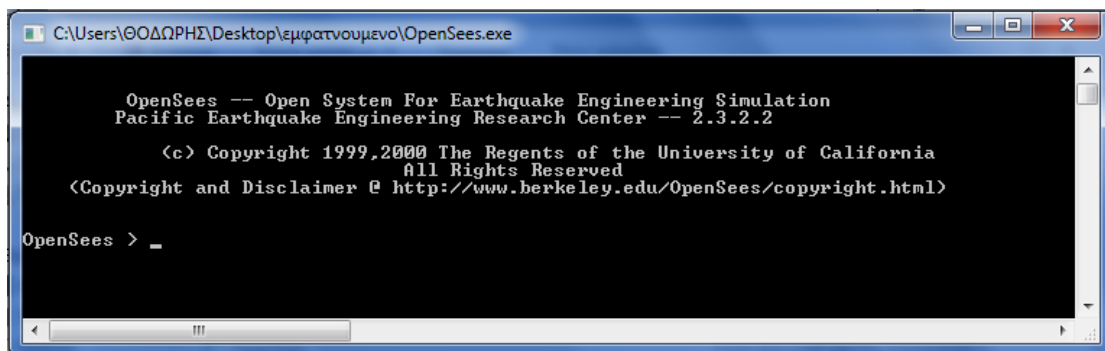 C:\Users\ΘΟΔΩΡΗΣ\Desktop\εμφατνουμενο\OpenSees.exe
OpenSees -- Open System For Earthquake Engineering Simulation
Pacific Earthquake Engineering Research Center -- 2.3.2.2
(c) Copyright 1999,2000 The Regents of the University of California
All Rights Reserved
(Copyright and Disclaimer @ http://www.berkeley.edu/OpenSees/copyright.html)
OpenSees > _